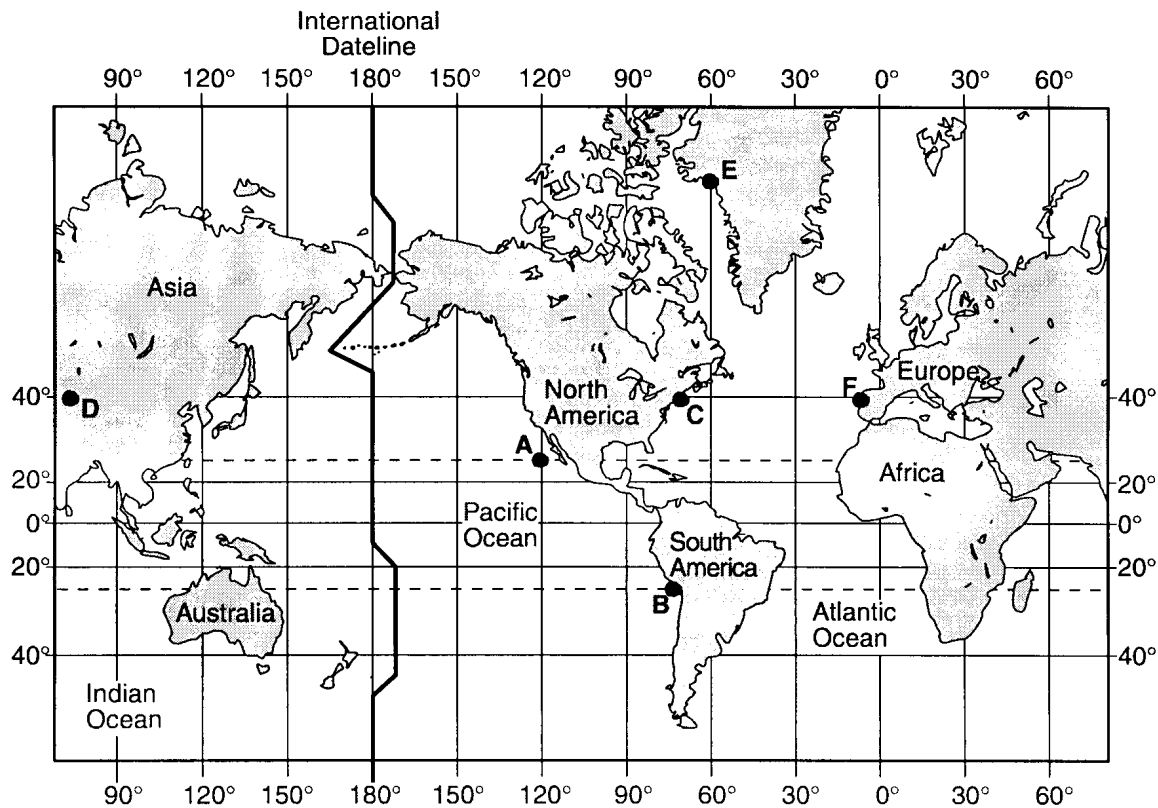 International
Dateline
90° 120° 150° 180° 150° 120° 90° 60° 30° 0° 30° 60°
E
Asia
North
America
Europe
40° D C F 40°
A
Africa
20° 20°
Pacific
Ocean
0° 0°
South
America
20° 20°
Australia
B
Atlantic
Ocean
40° 40°
Indian
Ocean
90° 120° 150° 180° 150° 120° 90° 60° 30° 0° 30° 60°